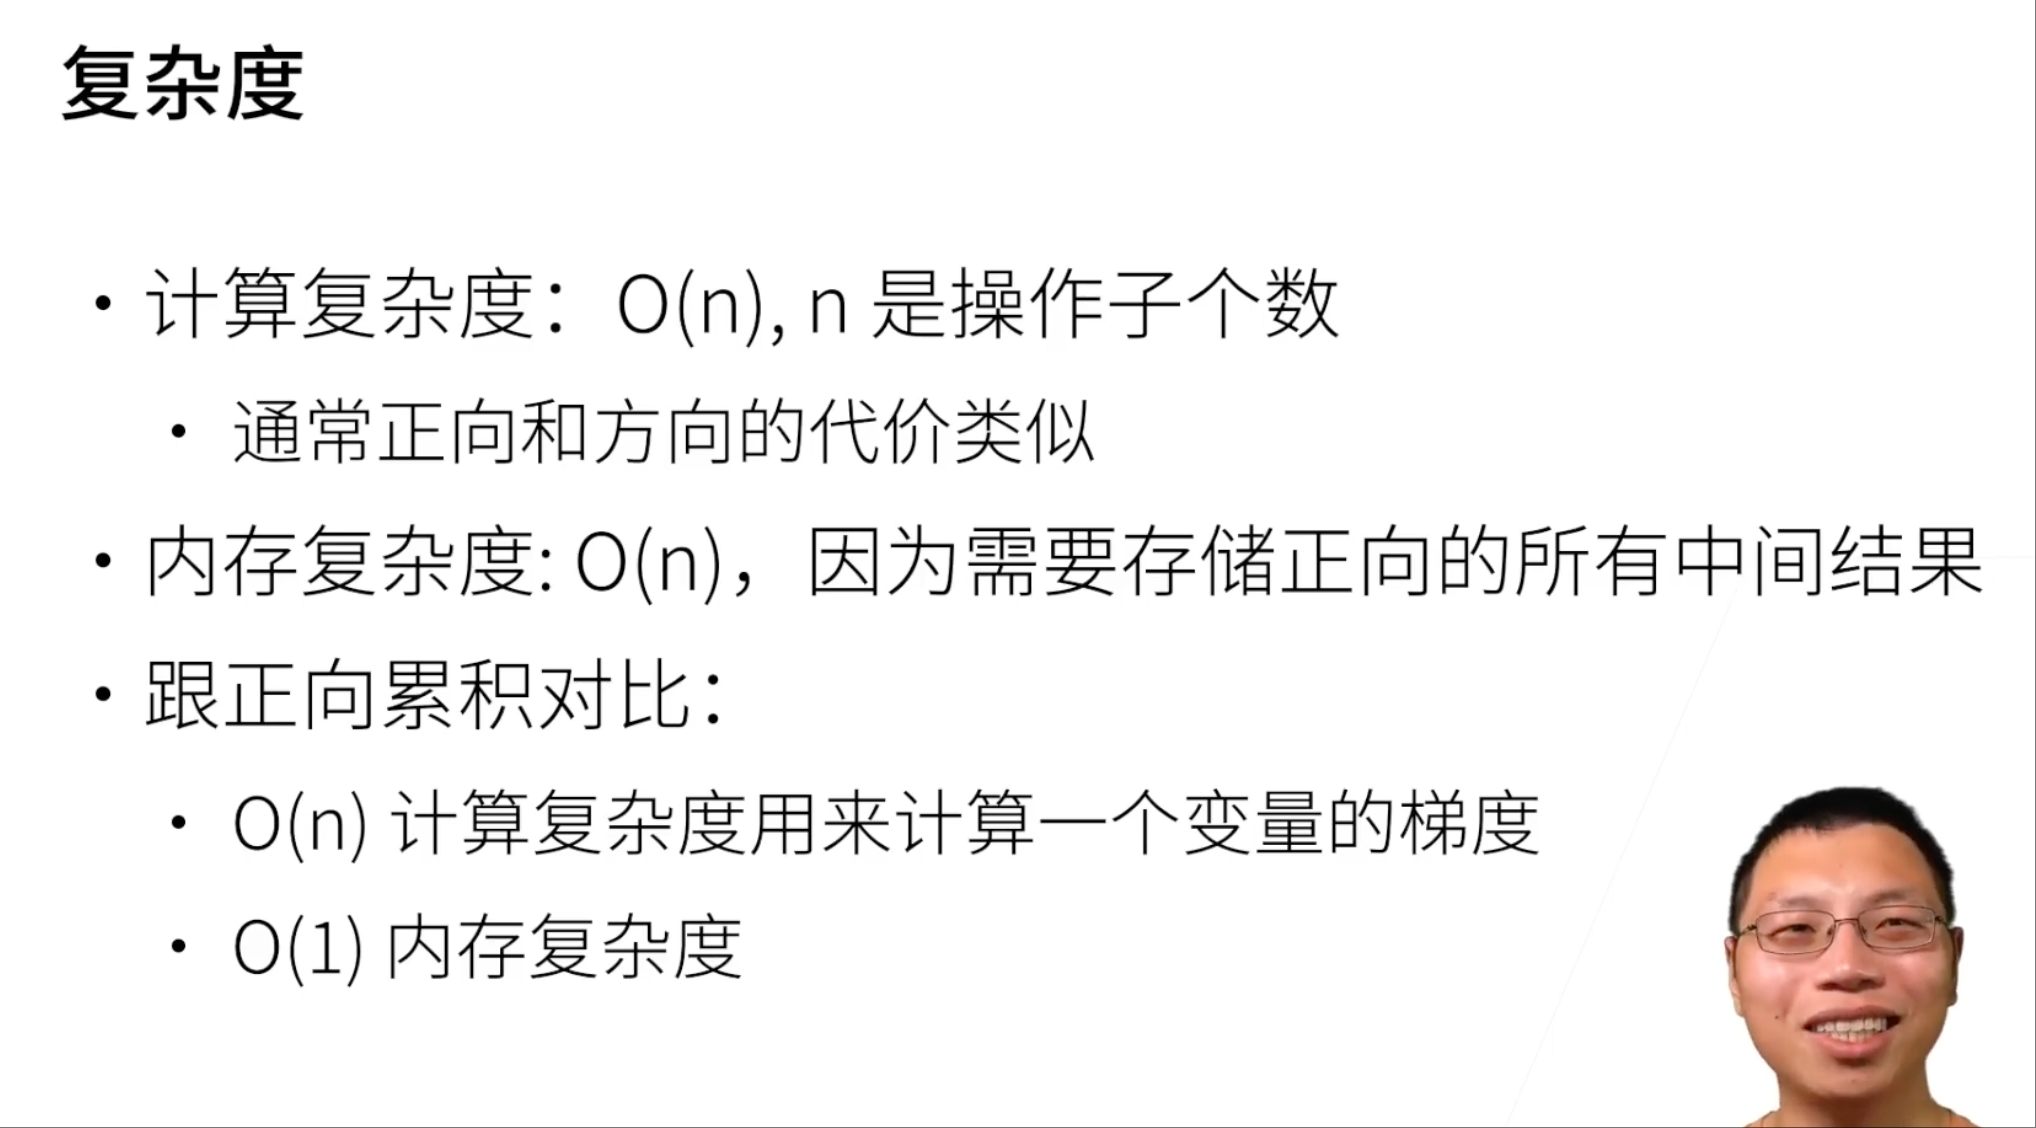 复杂度
• 计算复杂度：O(n), n 是操作子个数
• 通常正向和方向的代价类似
• 内存复杂度: O(n)，因为需要存储正向的所有中间结果
• 跟正向累积对比：
• O(n) 计算复杂度用来计算一个变量的梯度
• O(1) 内存复杂度